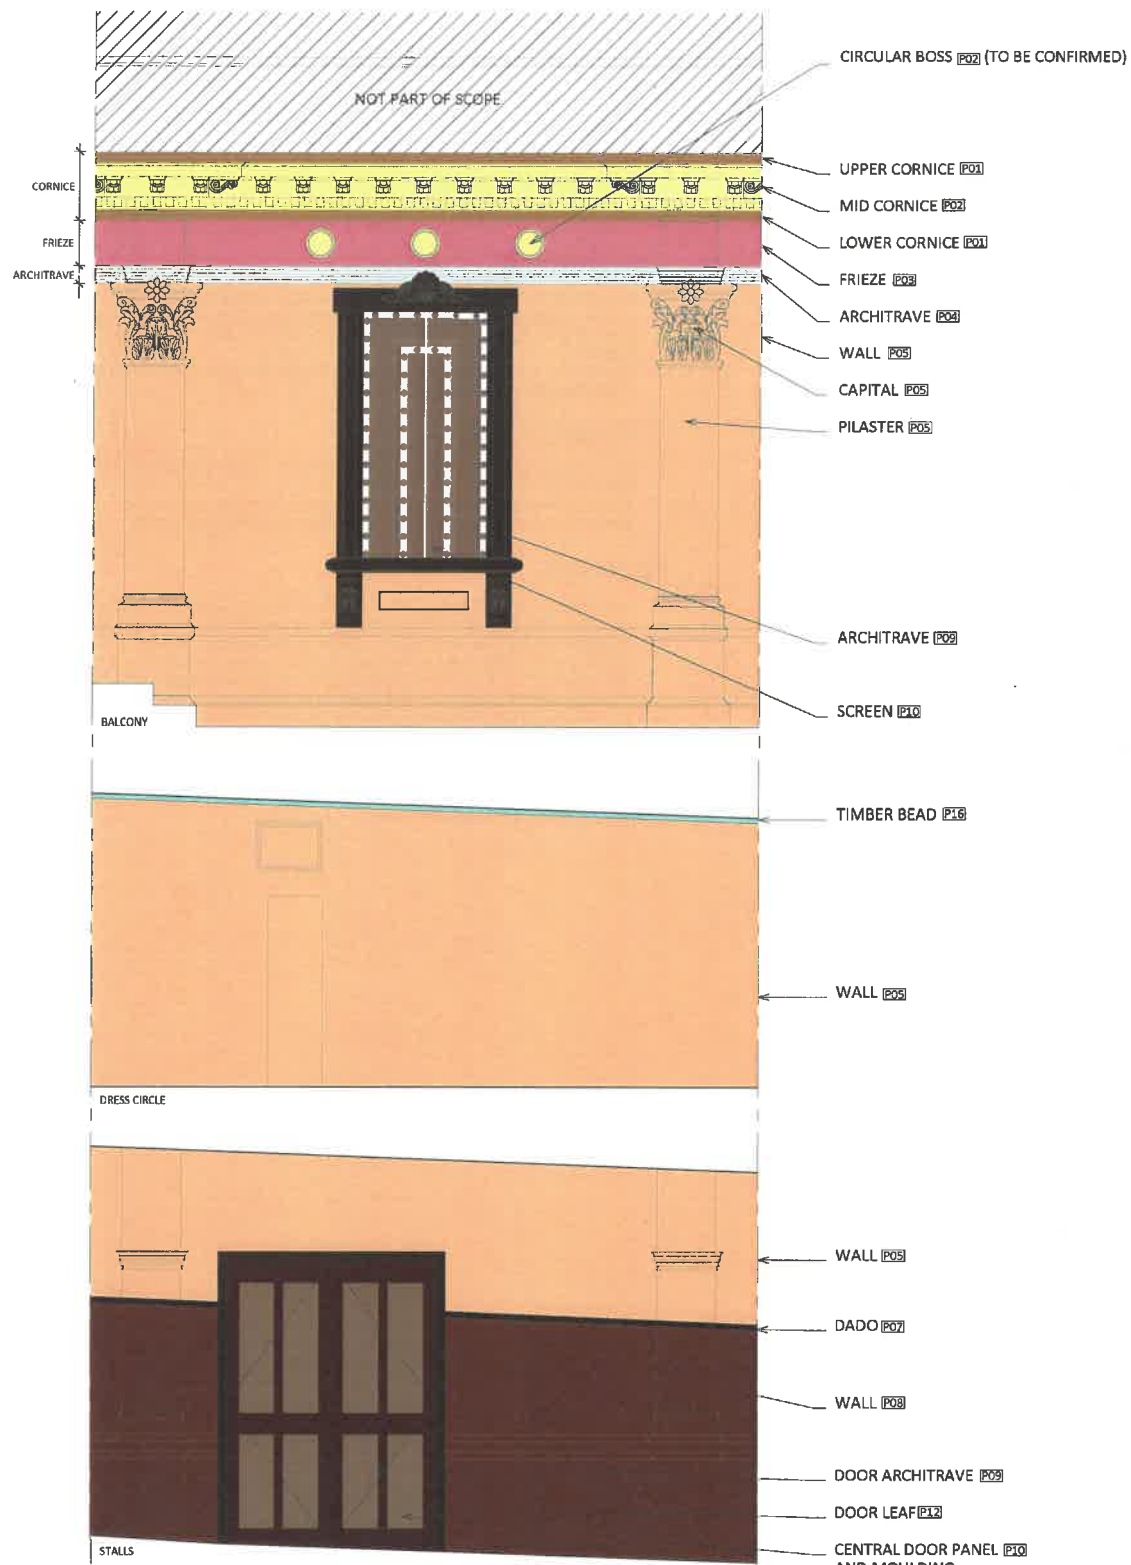 CIRCULAR BOSS P02 (TO BE CONFIRMED)
NOT PART OF SCOPE
UPPER CORNICE P01
CORNICE
MID CORNICE P02
LOWER CORNICE P01
FRIEZE
ARCHITRAVE
FRIEZE P03
ARCHITRAVE P04
WALL P05
CAPITAL P05
PILASTER P05
ARCHITRAVE P09
SCREEN P10
BALCONY
TIMBER BEAD P16
WALL P05
DRESS CIRCLE
WALL P05
DADO P07
WALL P08
DOOR ARCHITRAVE P09
DOOR LEAF P12
STALLS
CENTRAL DOOR PANEL P10
AND MOULDING